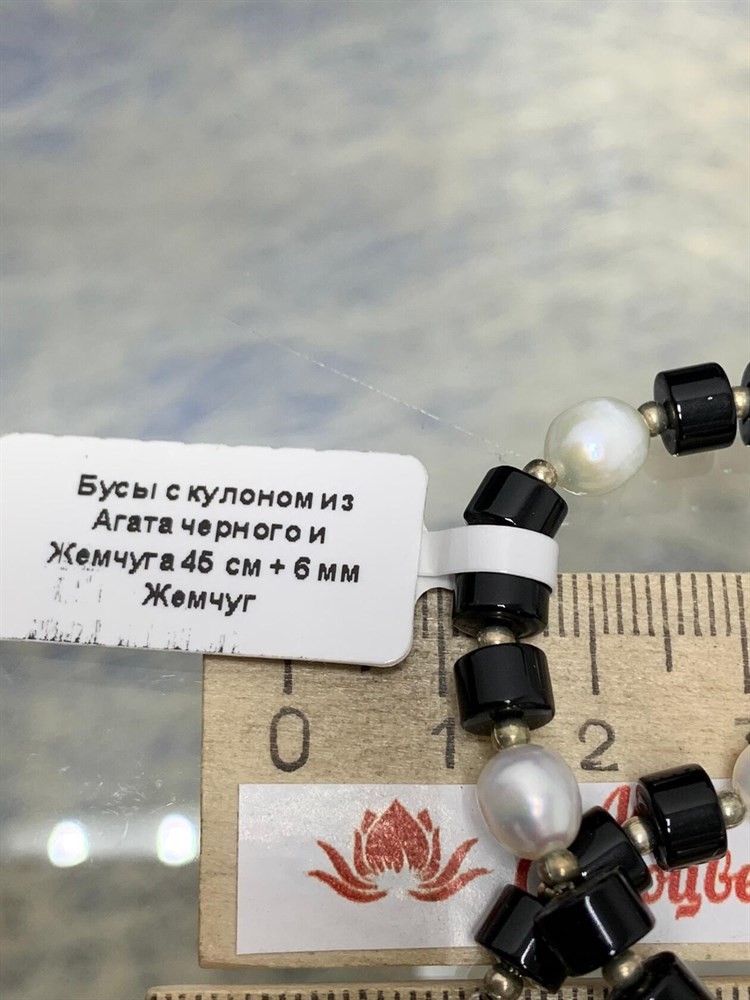 Бусы с кулоном из
Агата черного и
Жемчуга 45 см + 6 мм
Жемчуг
0 1 2